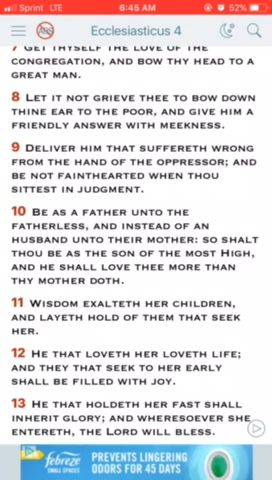 Sprint LTE 6:45 AM 52%
Ecclesiasticus 4
7 Get thyself the love of the
congregation, and bow thy head to a
great man.
8 Let it not grieve thee to bow down
thine ear to the poor, and give him a
friendly answer with meekness.
9 Deliver him that suffereth wrong
from the hand of the oppressor; and
be not fainthearted when thou
sittest in judgment.
10 Be as a father unto the
fatherless, and instead of an
husband unto their mother: so shalt
thou be as the son of the most High,
and he shall love thee more than
thy mother doth.
11 Wisdom exalteth her children,
and layeth hold of them that seek
her.
12 He that loveth her loveth life;
and they that seek to her early
shall be filled with joy.
13 He that holdeth her fast shall
inherit glory; and wheresoever she
entereth, the Lord will bless.
febreze
SMALL SPACES
PREVENTS LINGERING
ODORS FOR 45 DAYS